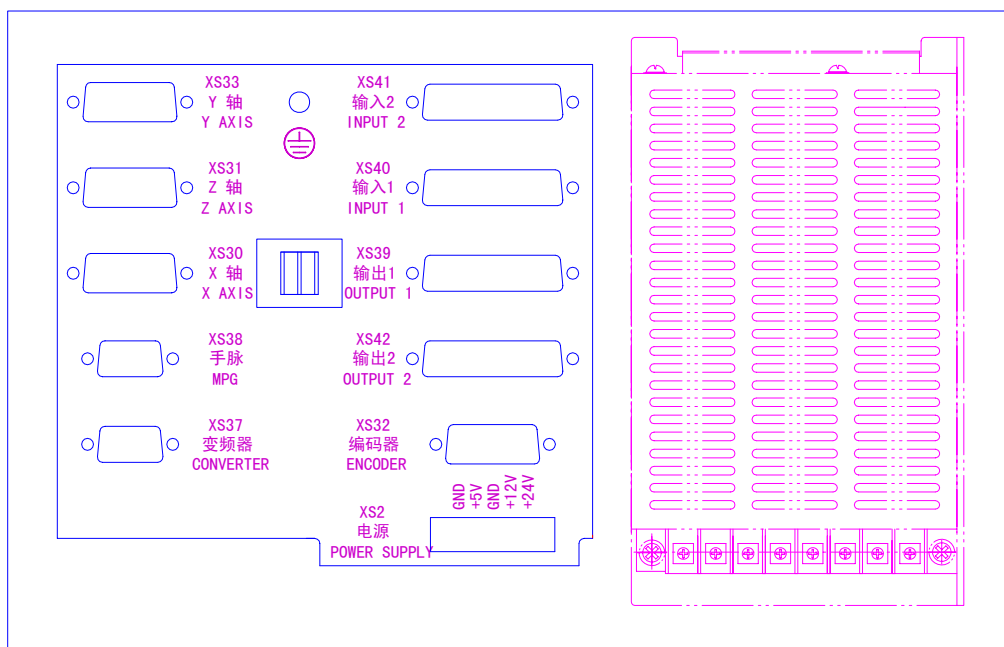 XS33
Y 轴
Y AXIS
XS41
输入2
INPUT 2
XS31
Z 轴
Z AXIS
XS40
输入1
INPUT 1
XS30
X 轴
X AXIS
XS39
输出1
OUTPUT 1
XS38
手脉
MPG
XS42
输出2
OUTPUT 2
XS37
变频器
CONVERTER
XS32
编码器
ENCODER
GND
+5V
GND
+12V
+24V
XS2
电源
POWER SUPPLY